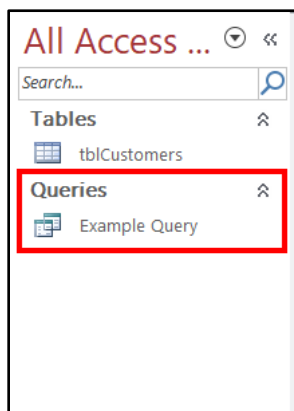 All Access ...
Search...
Tables
tblCustomers
Queries
Example Query